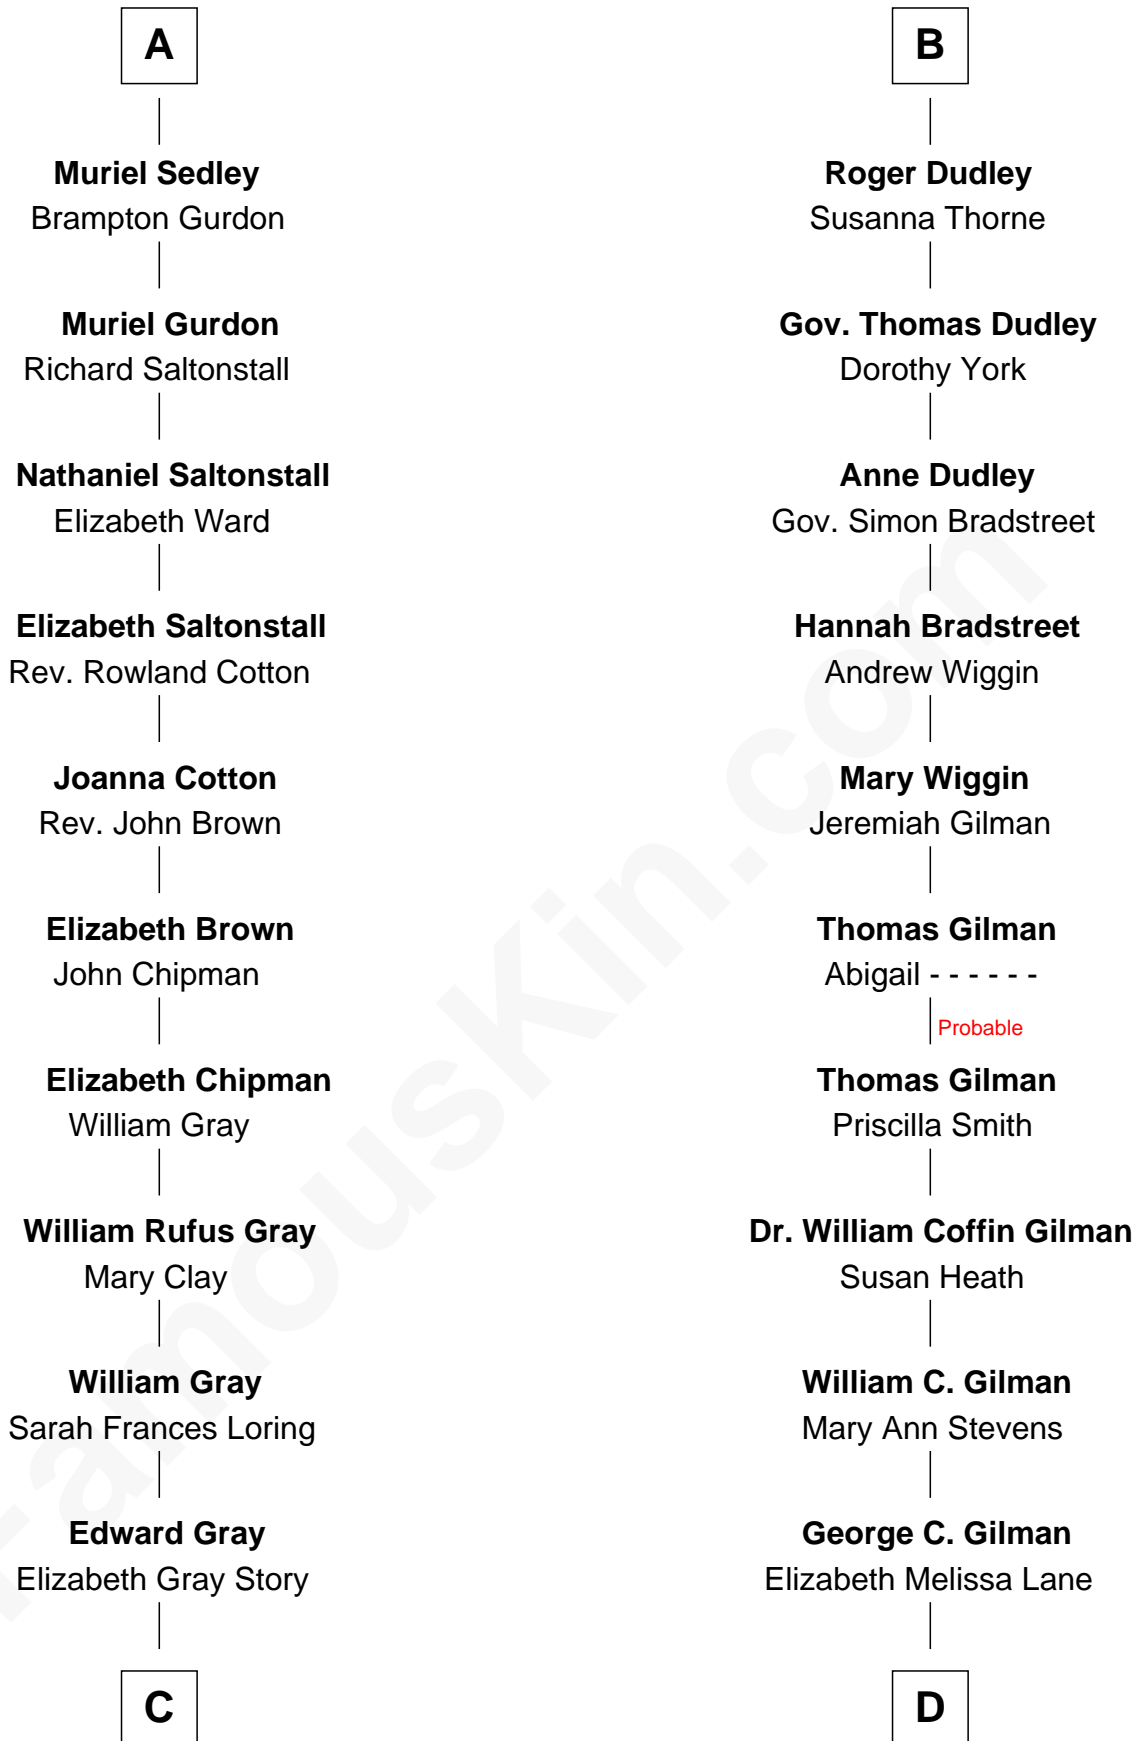 A
Muriel Sedley
Brampton Gurdon
Muriel Gurdon
Richard Saltonstall
Nathaniel Saltonstall
Elizabeth Ward
Elizabeth Saltonstall
Rev. Rowland Cotton
Joanna Cotton
Rev. John Brown
Elizabeth Brown
John Chipman
Elizabeth Chipman
William Gray
William Rufus Gray
Mary Clay
William Gray
Sarah Frances Loring
Edward Gray
Elizabeth Gray Story
C
B
Roger Dudley
Susanna Thorne
Gov. Thomas Dudley
Dorothy York
Anne Dudley
Gov. Simon Bradstreet
Hannah Bradstreet
Andrew Wiggin
Mary Wiggin
Jeremiah Gilman
Thomas Gilman
Abigail - - - - - -
Probable
Thomas Gilman
Priscilla Smith
Dr. William Coffin Gilman
Susan Heath
William C. Gilman
Mary Ann Stevens
George C. Gilman
Elizabeth Melissa Lane
D
FamousKin.com